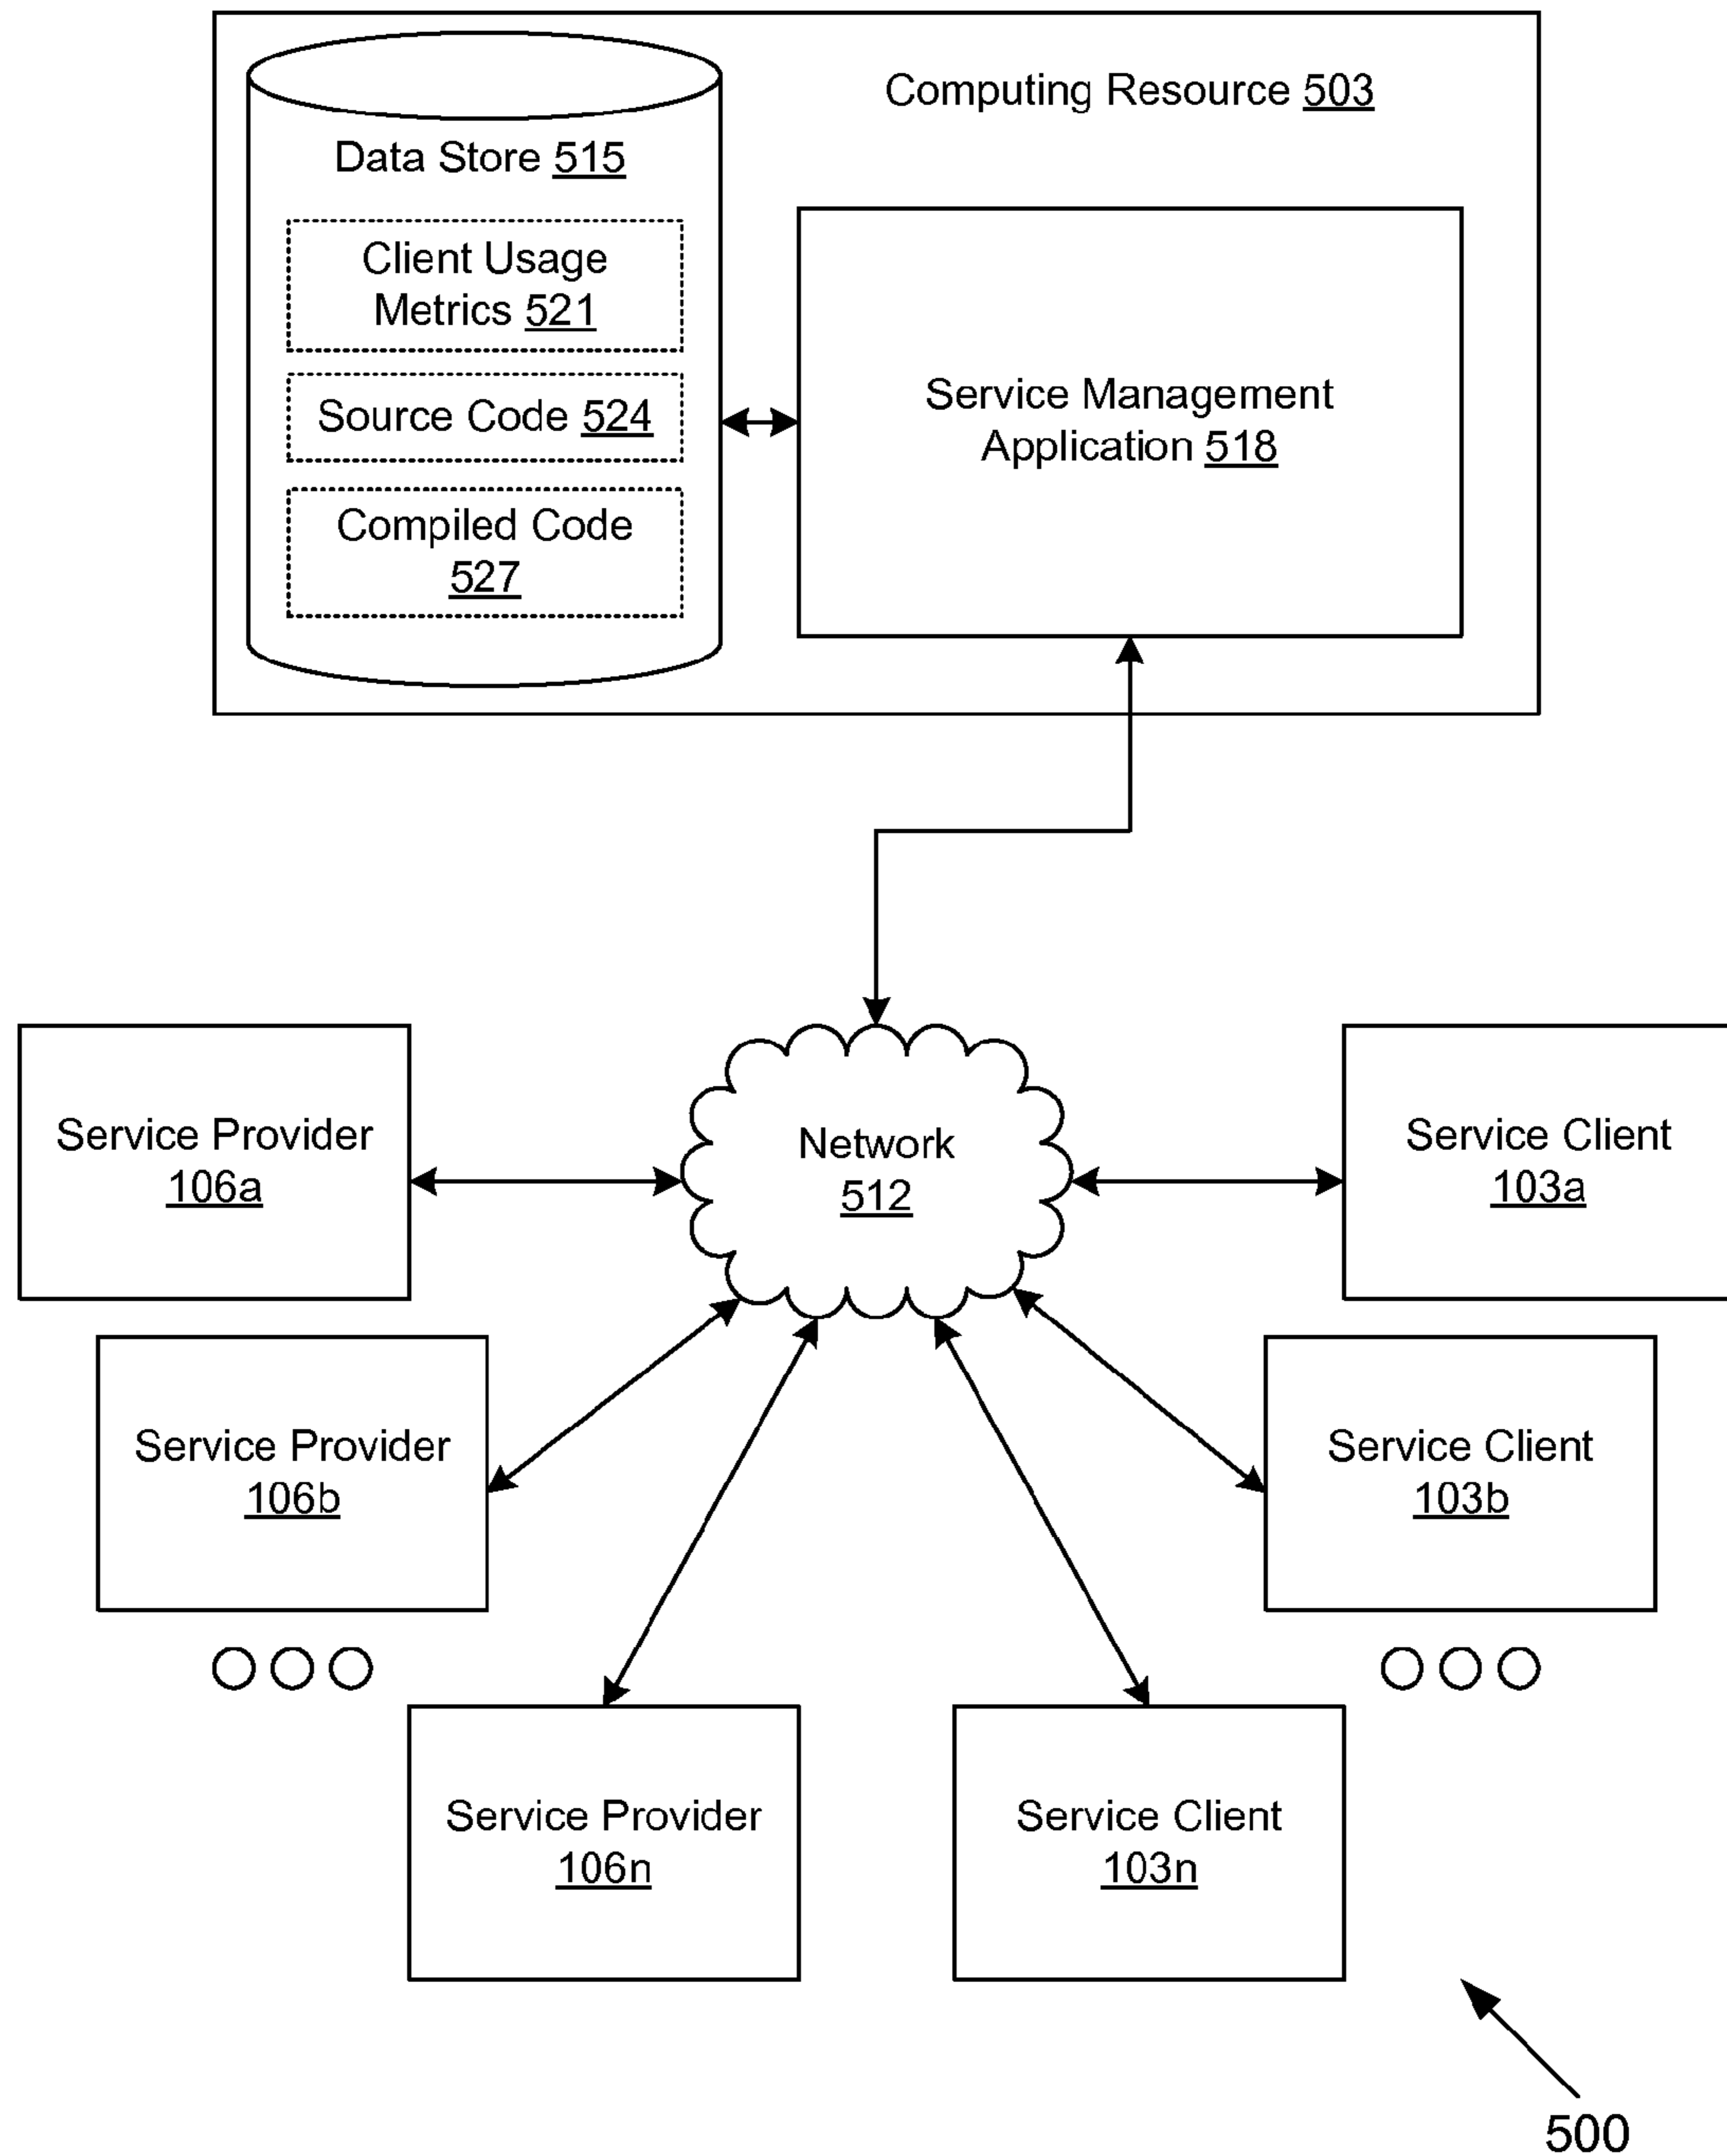 Computing Resource 503
Data Store 515
Client Usage
Metrics 521
Source Code 524
Compiled Code
527
Service Management
Application 518
Network
512
Service Provider
106a
Service Client
103a
Service Provider
106b
Service Client
103b
Service Provider
106n
Service Client
103n
500